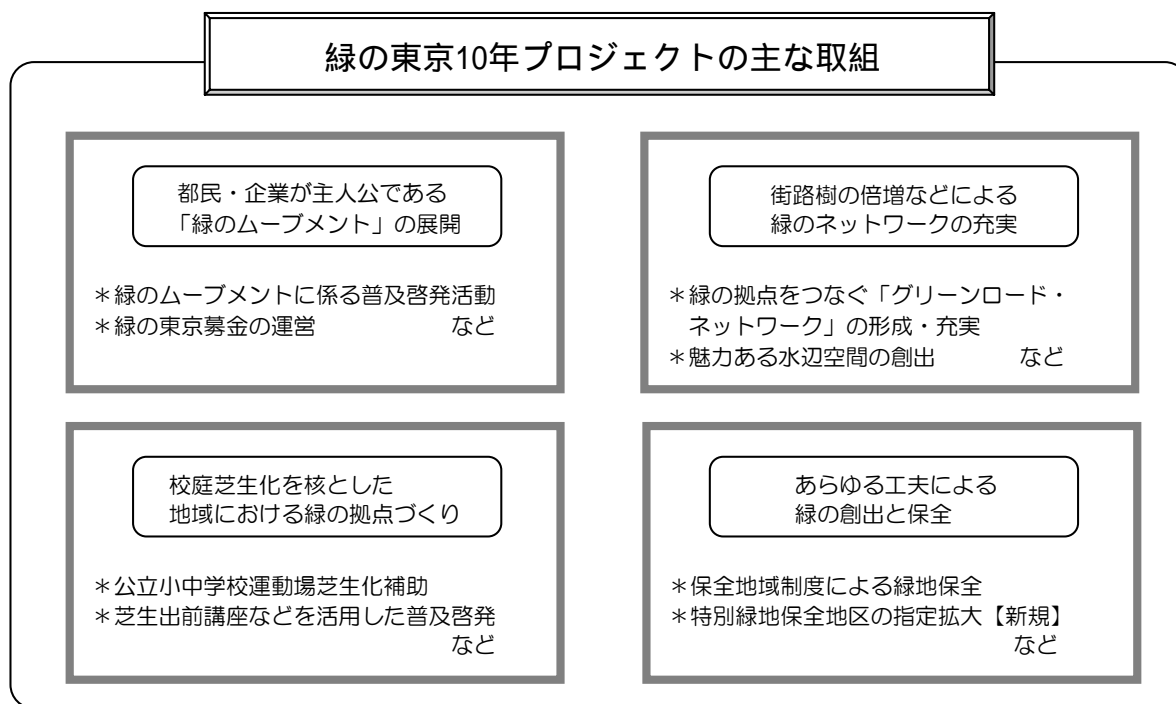 緑の東京10年プロジェクトの主な取組
都民・企業が主人公である
「緑のムーブメント」の展開
＊緑のムーブメントに係る普及啓発活動
＊緑の東京募金の運営　など
街路樹の倍増などによる
緑のネットワークの充実
＊緑の拠点をつなぐ「グリーンロード・
ネットワーク」の形成・充実
＊魅力ある水辺空間の創出　など
校庭芝生化を核とした
地域における緑の拠点づくり
＊公立小中学校運動場芝生化補助
＊芝生出前講座などを活用した普及啓発
など
あらゆる工夫による
緑の創出と保全
＊保全地域制度による緑地保全
＊特別緑地保全地区の指定拡大【新規】
など